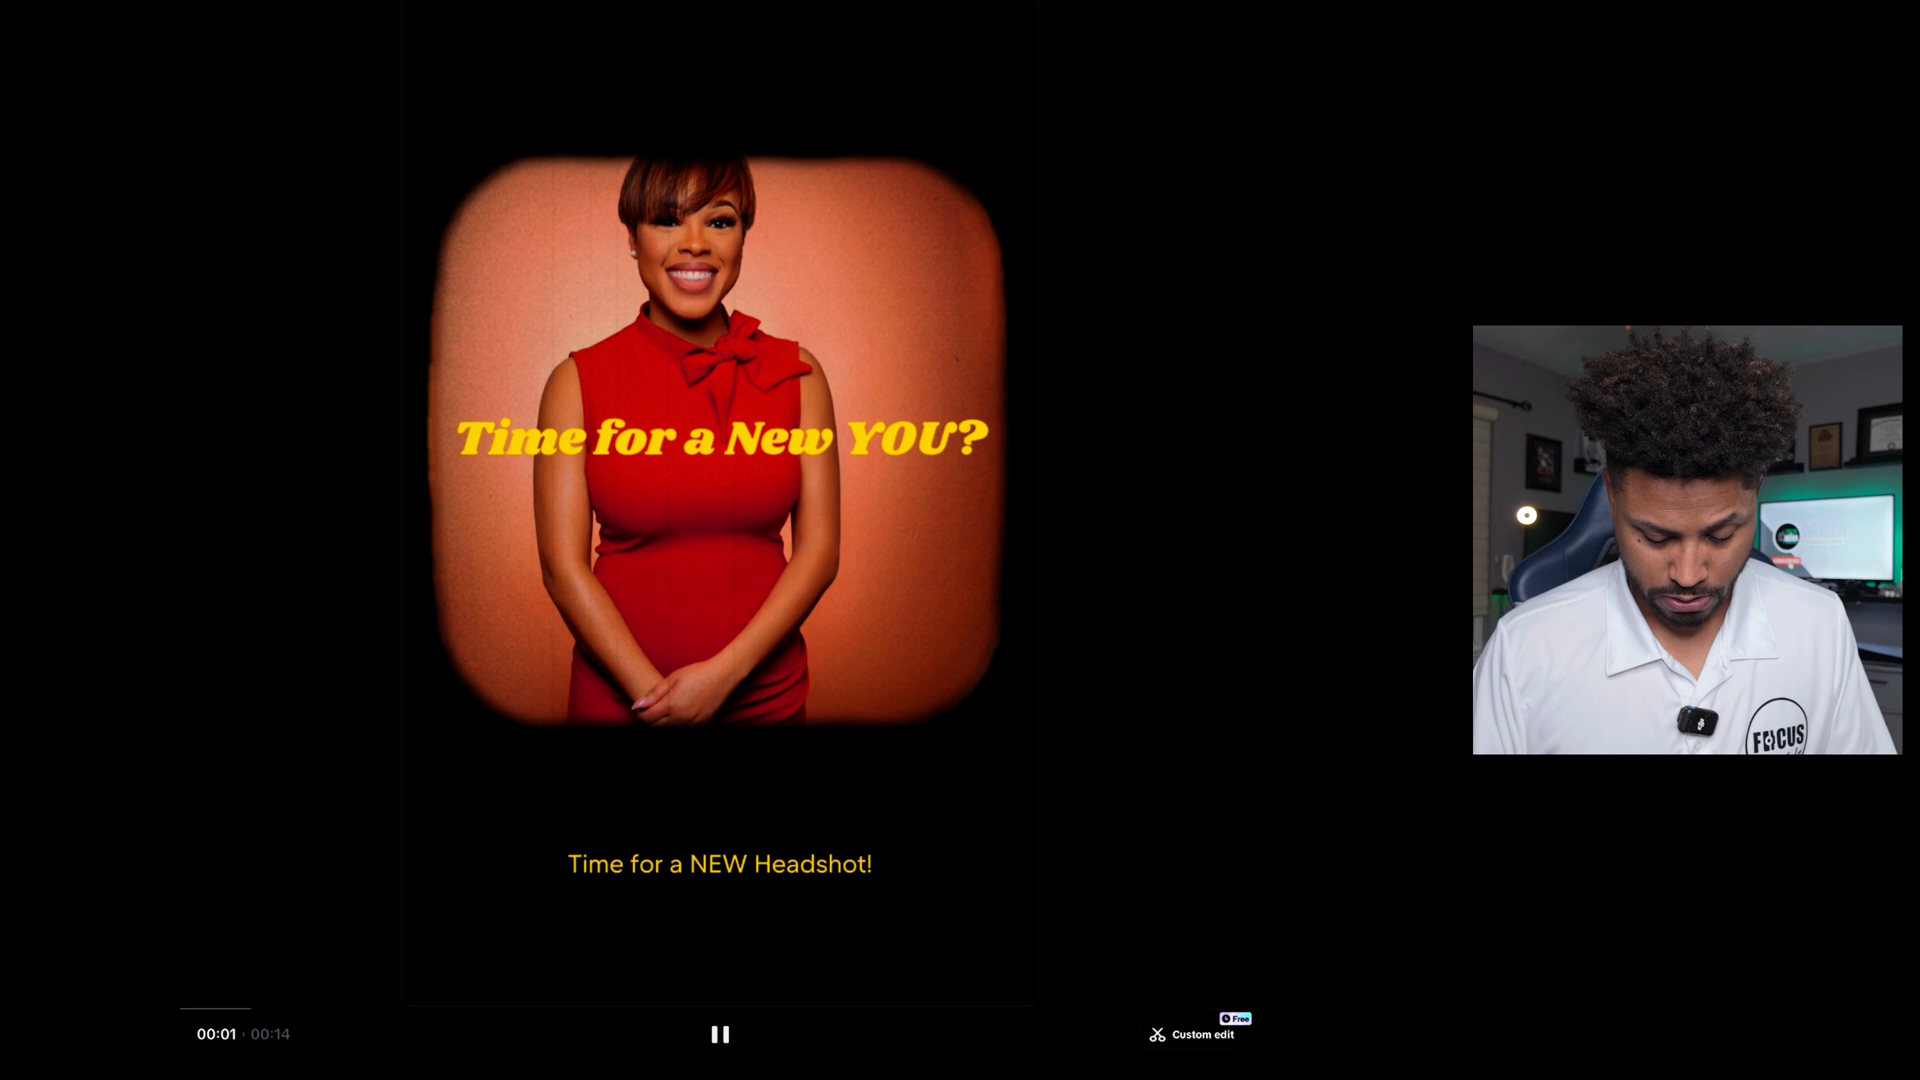 Time for a New YOU?
Time for a NEW Headshot!
FOCUS
00:01 00:14
Free
Custom edit